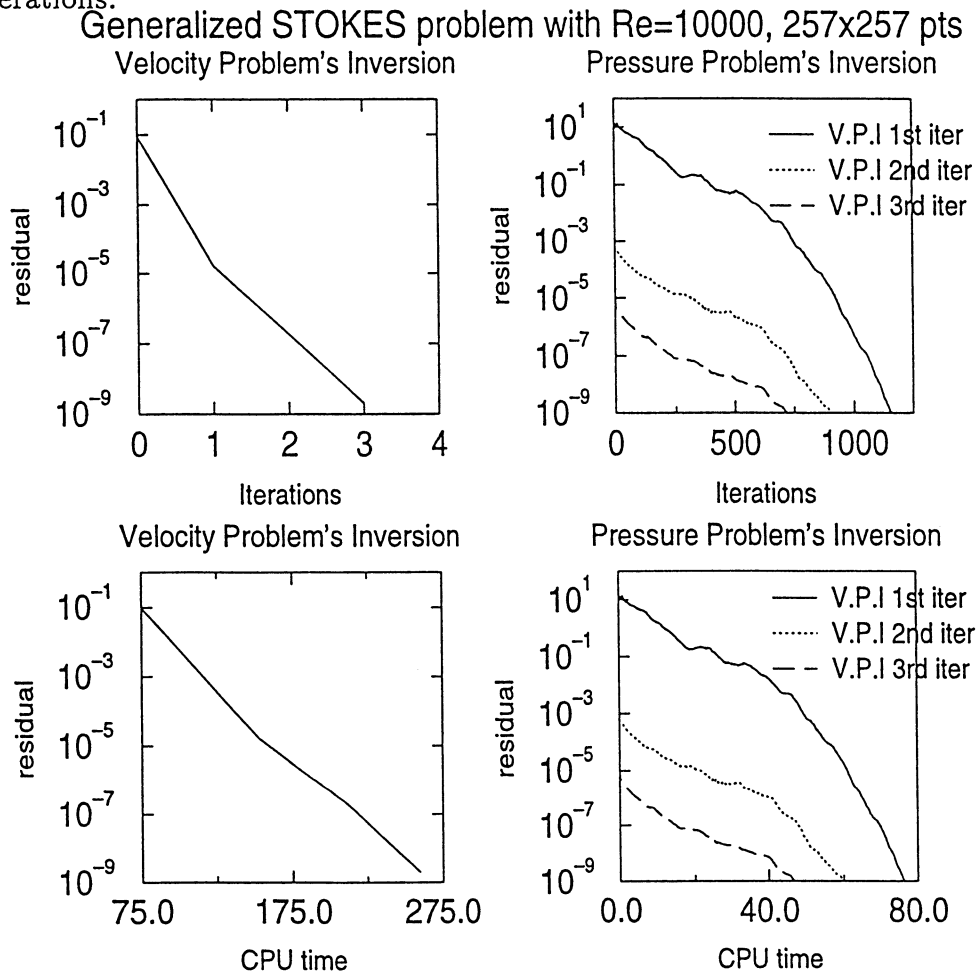 erations.
Generalized STOKES problem with Re=10000, 257x257 pts
Velocity Problem's Inversion
residual
10^-1
10^-3
10^-5
10^-7
10^-9
0 1 2 3 4
Iterations
Pressure Problem's Inversion
residual
10^1
10^-1
10^-3
10^-5
10^-7
10^-9
V.P.I 1st iter
V.P.I 2nd iter
V.P.I 3rd iter
0 500 1000
Iterations
Velocity Problem's Inversion
residual
10^-1
10^-3
10^-5
10^-7
10^-9
75.0 175.0 275.0
CPU time
Pressure Problem's Inversion
residual
10^1
10^-1
10^-3
10^-5
10^-7
10^-9
V.P.I 1st iter
V.P.I 2nd iter
V.P.I 3rd iter
0.0 40.0 80.0
CPU time